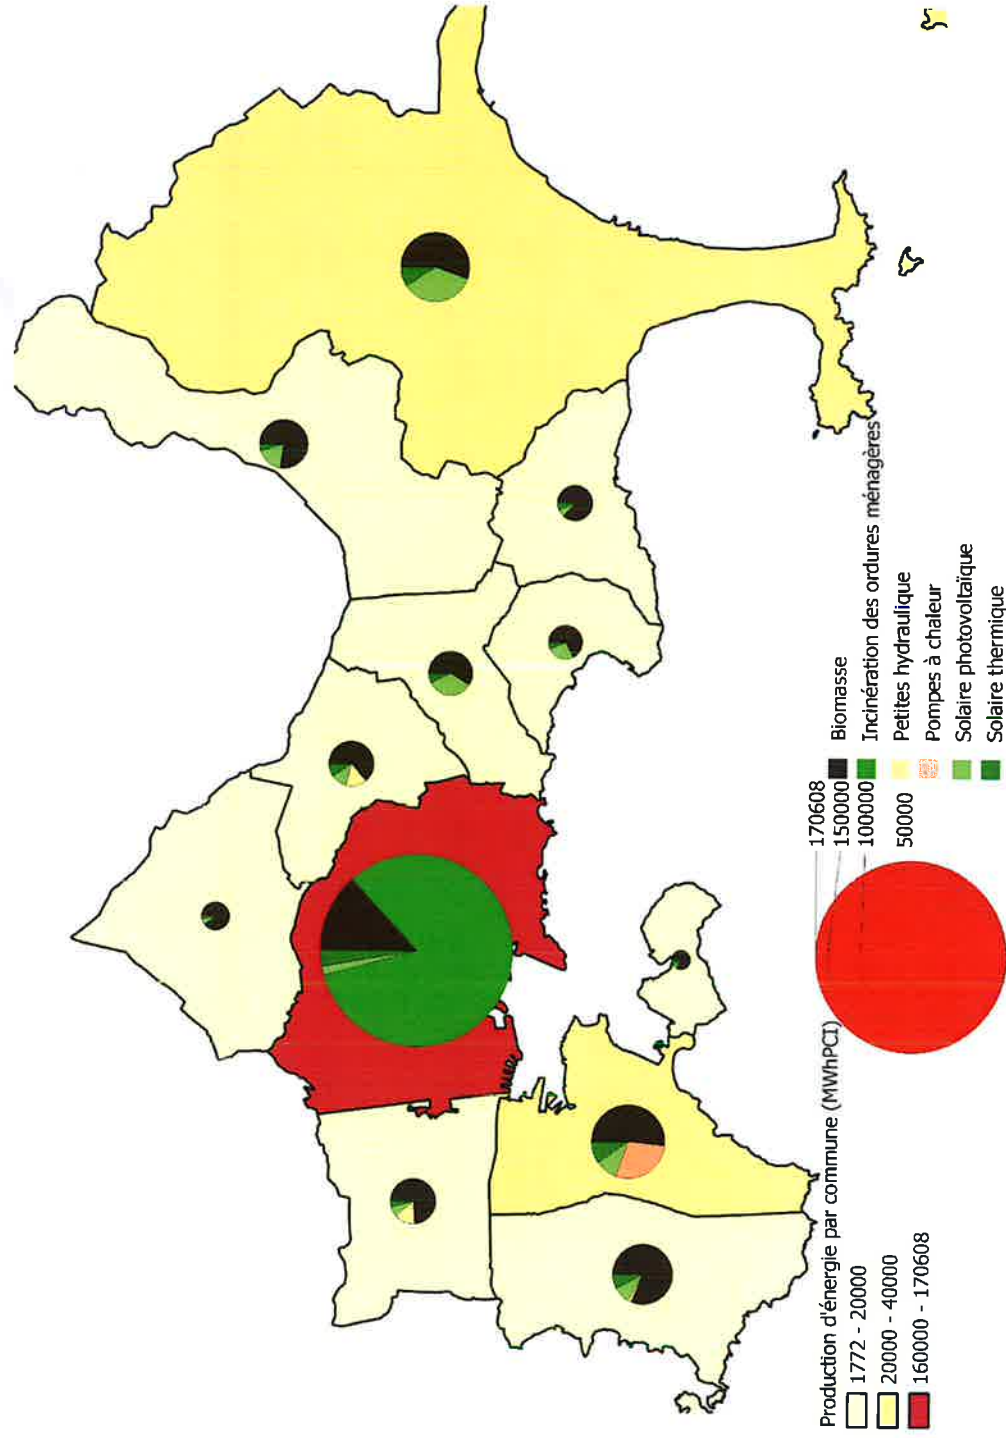 Production d'énergie par commune (MWhPCI)
1772 - 20000
20000 - 40000
160000 - 170608
170608
150000
100000
50000
Biomasse
Incinération des ordures ménagères
Petites hydraulique
Pompes à chaleur
Solaire photovoltaïque
Solaire thermique